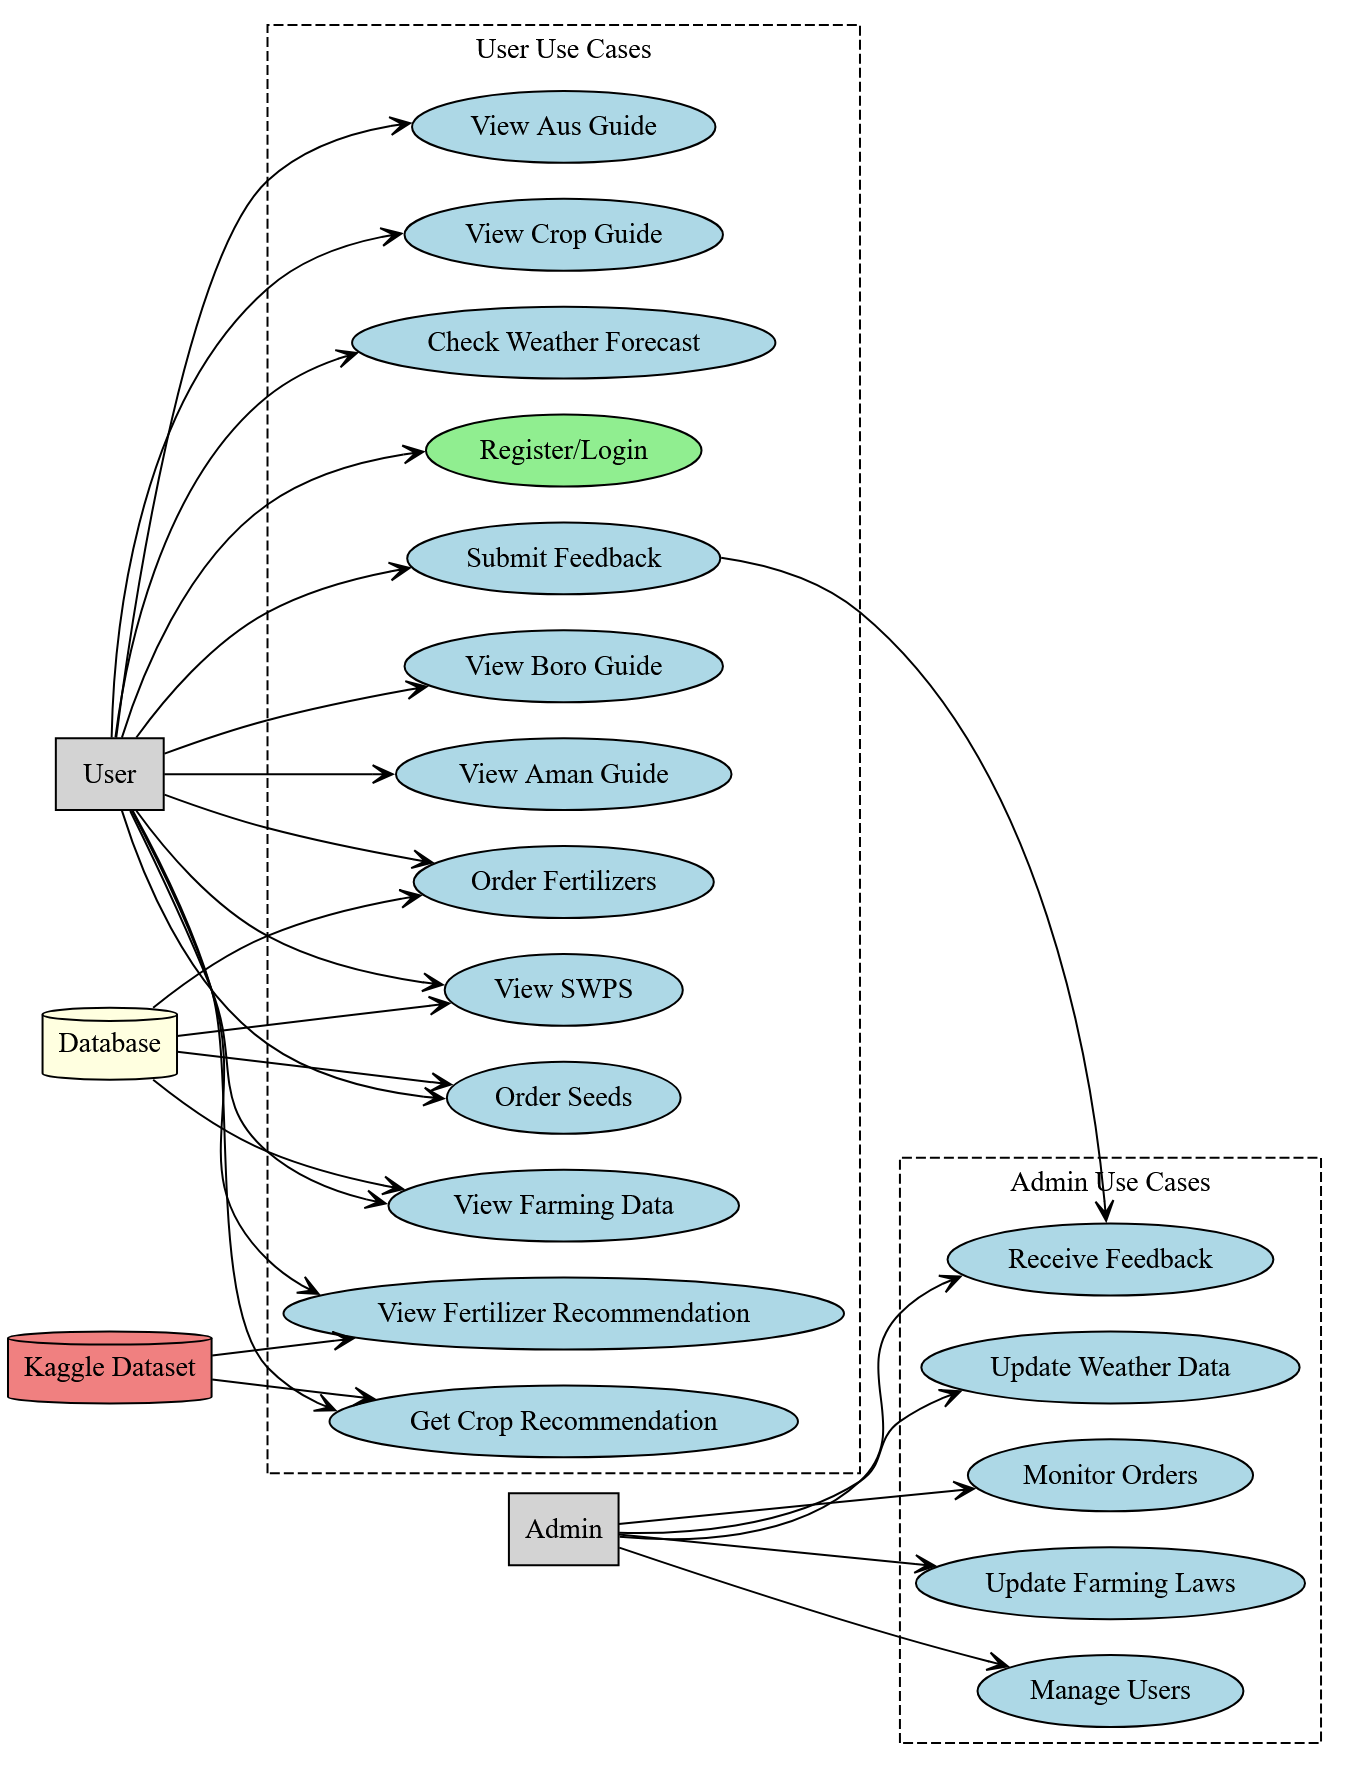 User Use Cases
View Aus Guide
View Crop Guide
Check Weather Forecast
Register/Login
Submit Feedback
View Boro Guide
User
View Aman Guide
Order Fertilizers
View SWPS
Database
Order Seeds
View Farming Data
View Fertilizer Recommendation
Kaggle Dataset
Get Crop Recommendation
Admin
Admin Use Cases
Receive Feedback
Update Weather Data
Monitor Orders
Update Farming Laws
Manage Users